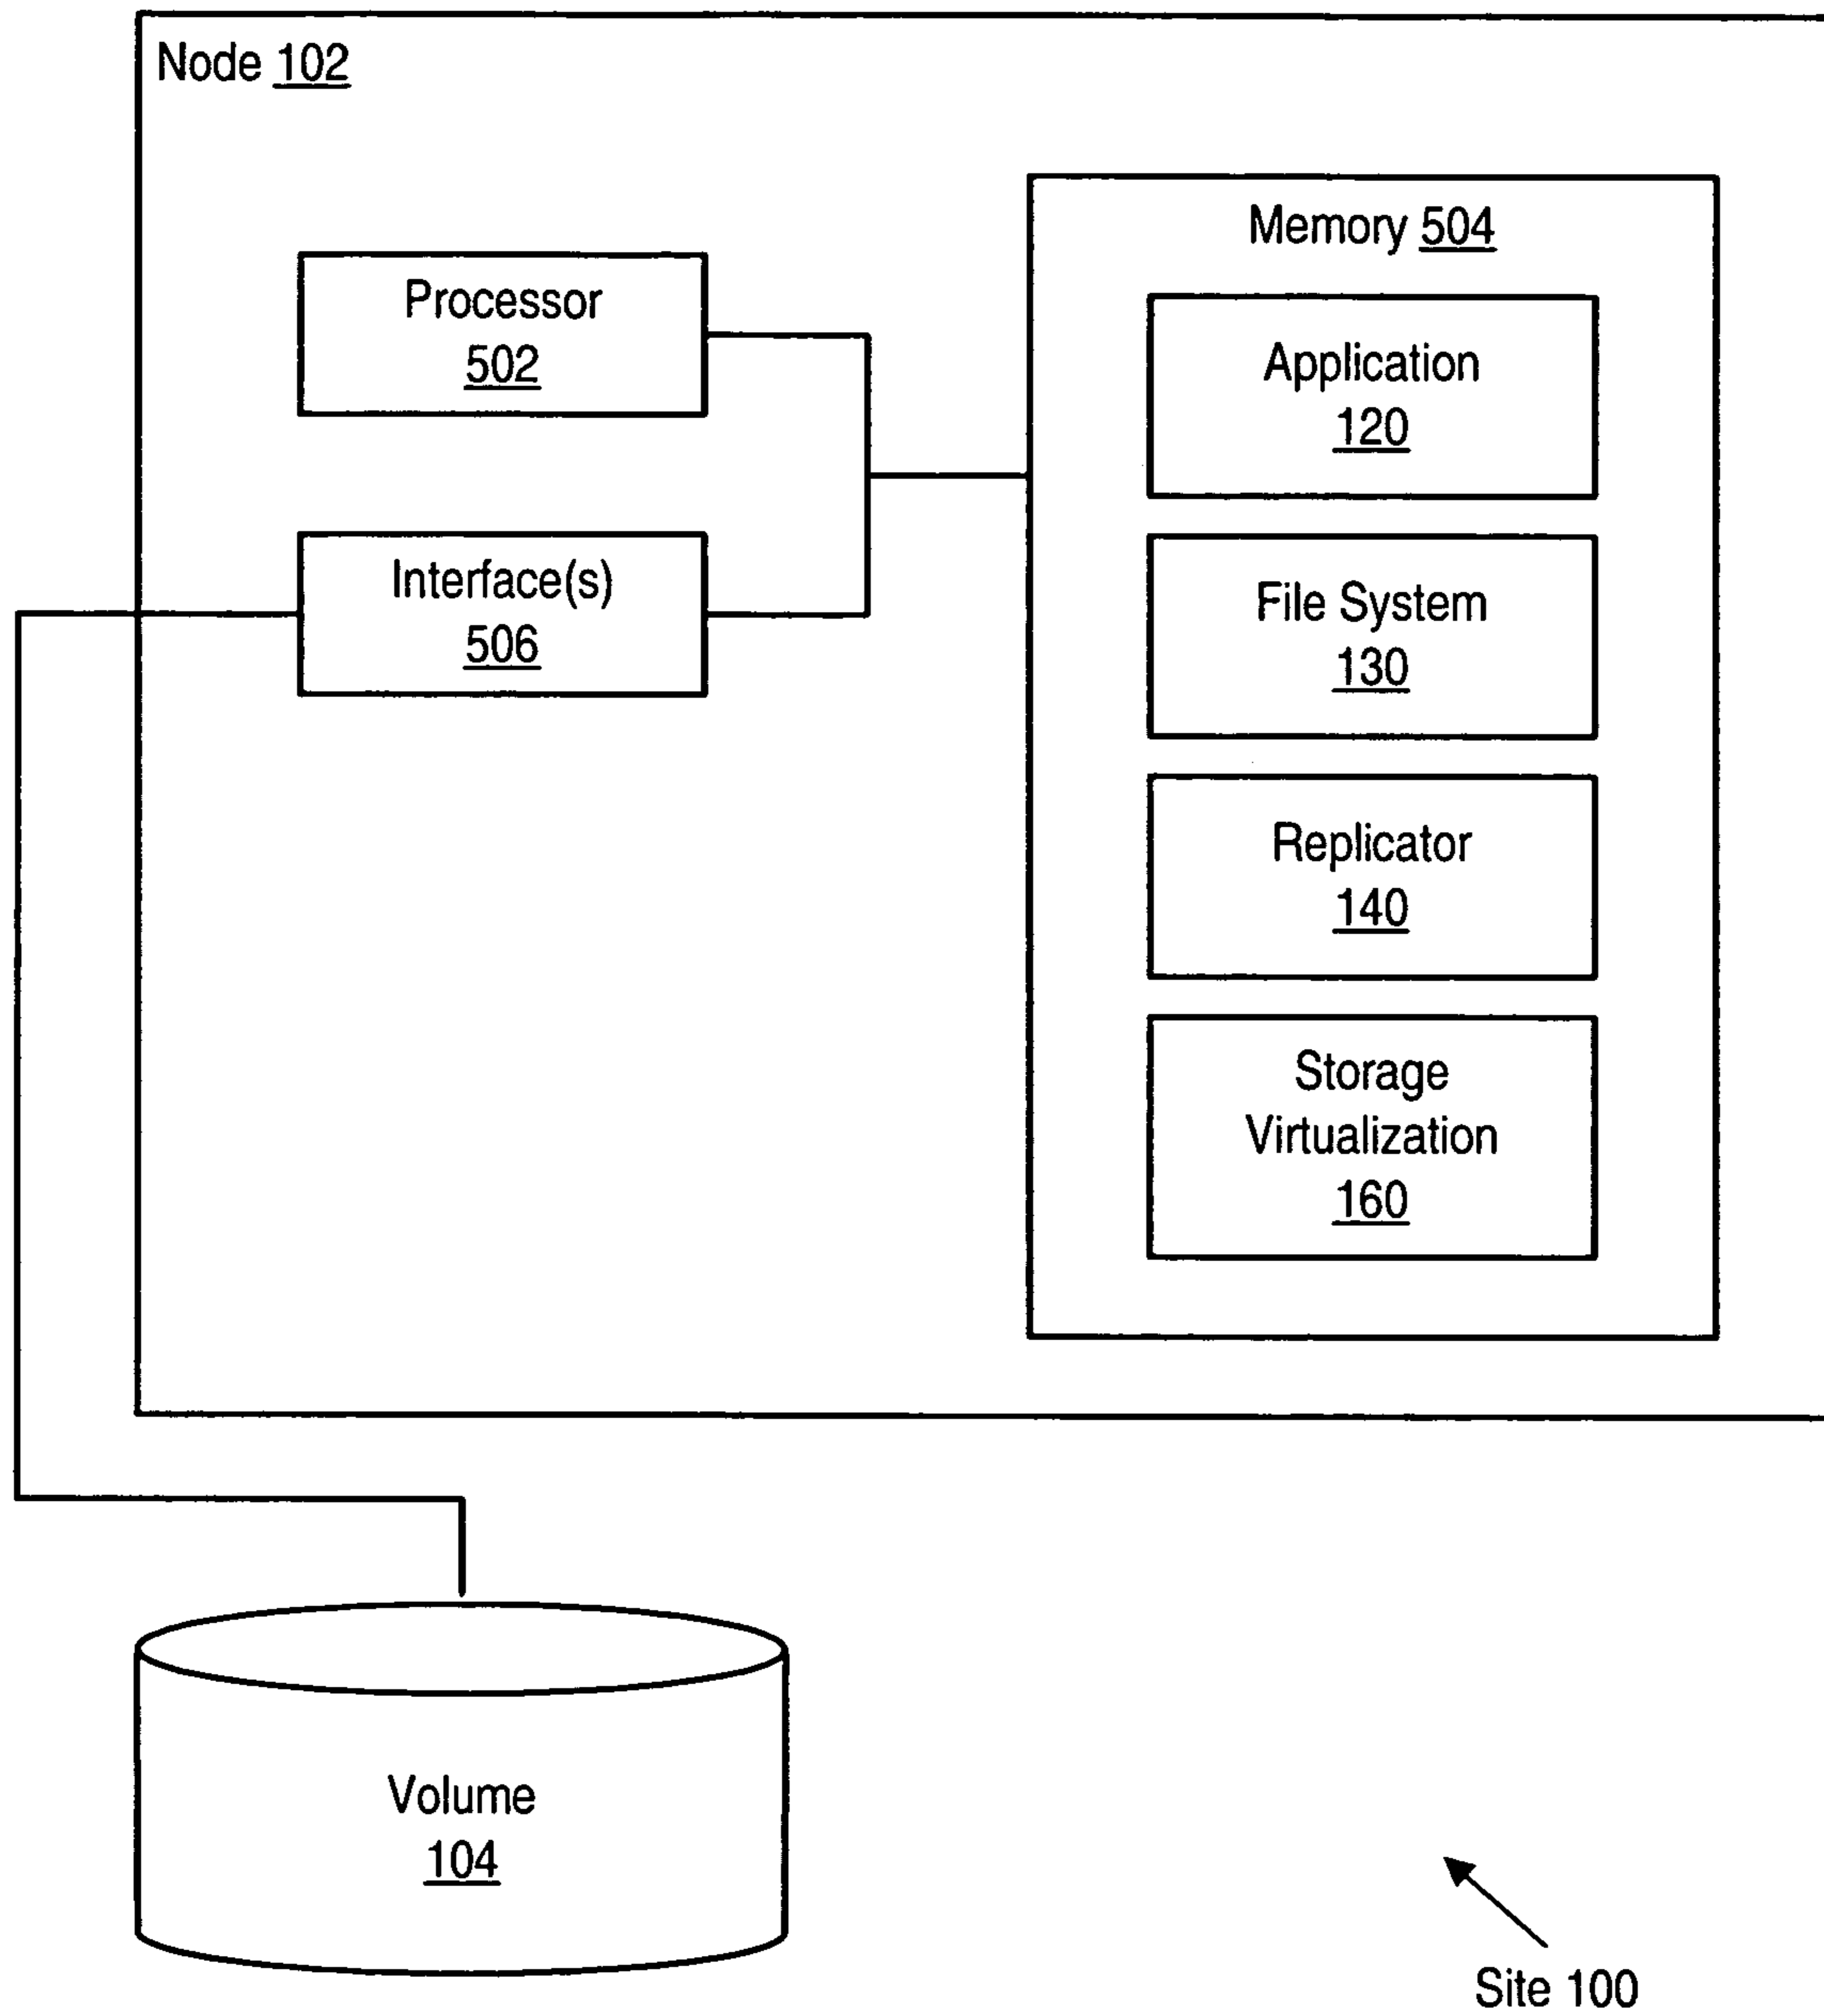 Node 102
Memory 504
Processor
502
Application
120
Interface(s)
506
File System
130
Replicator
140
Storage
Virtualization
160
Volume
104
Site 100